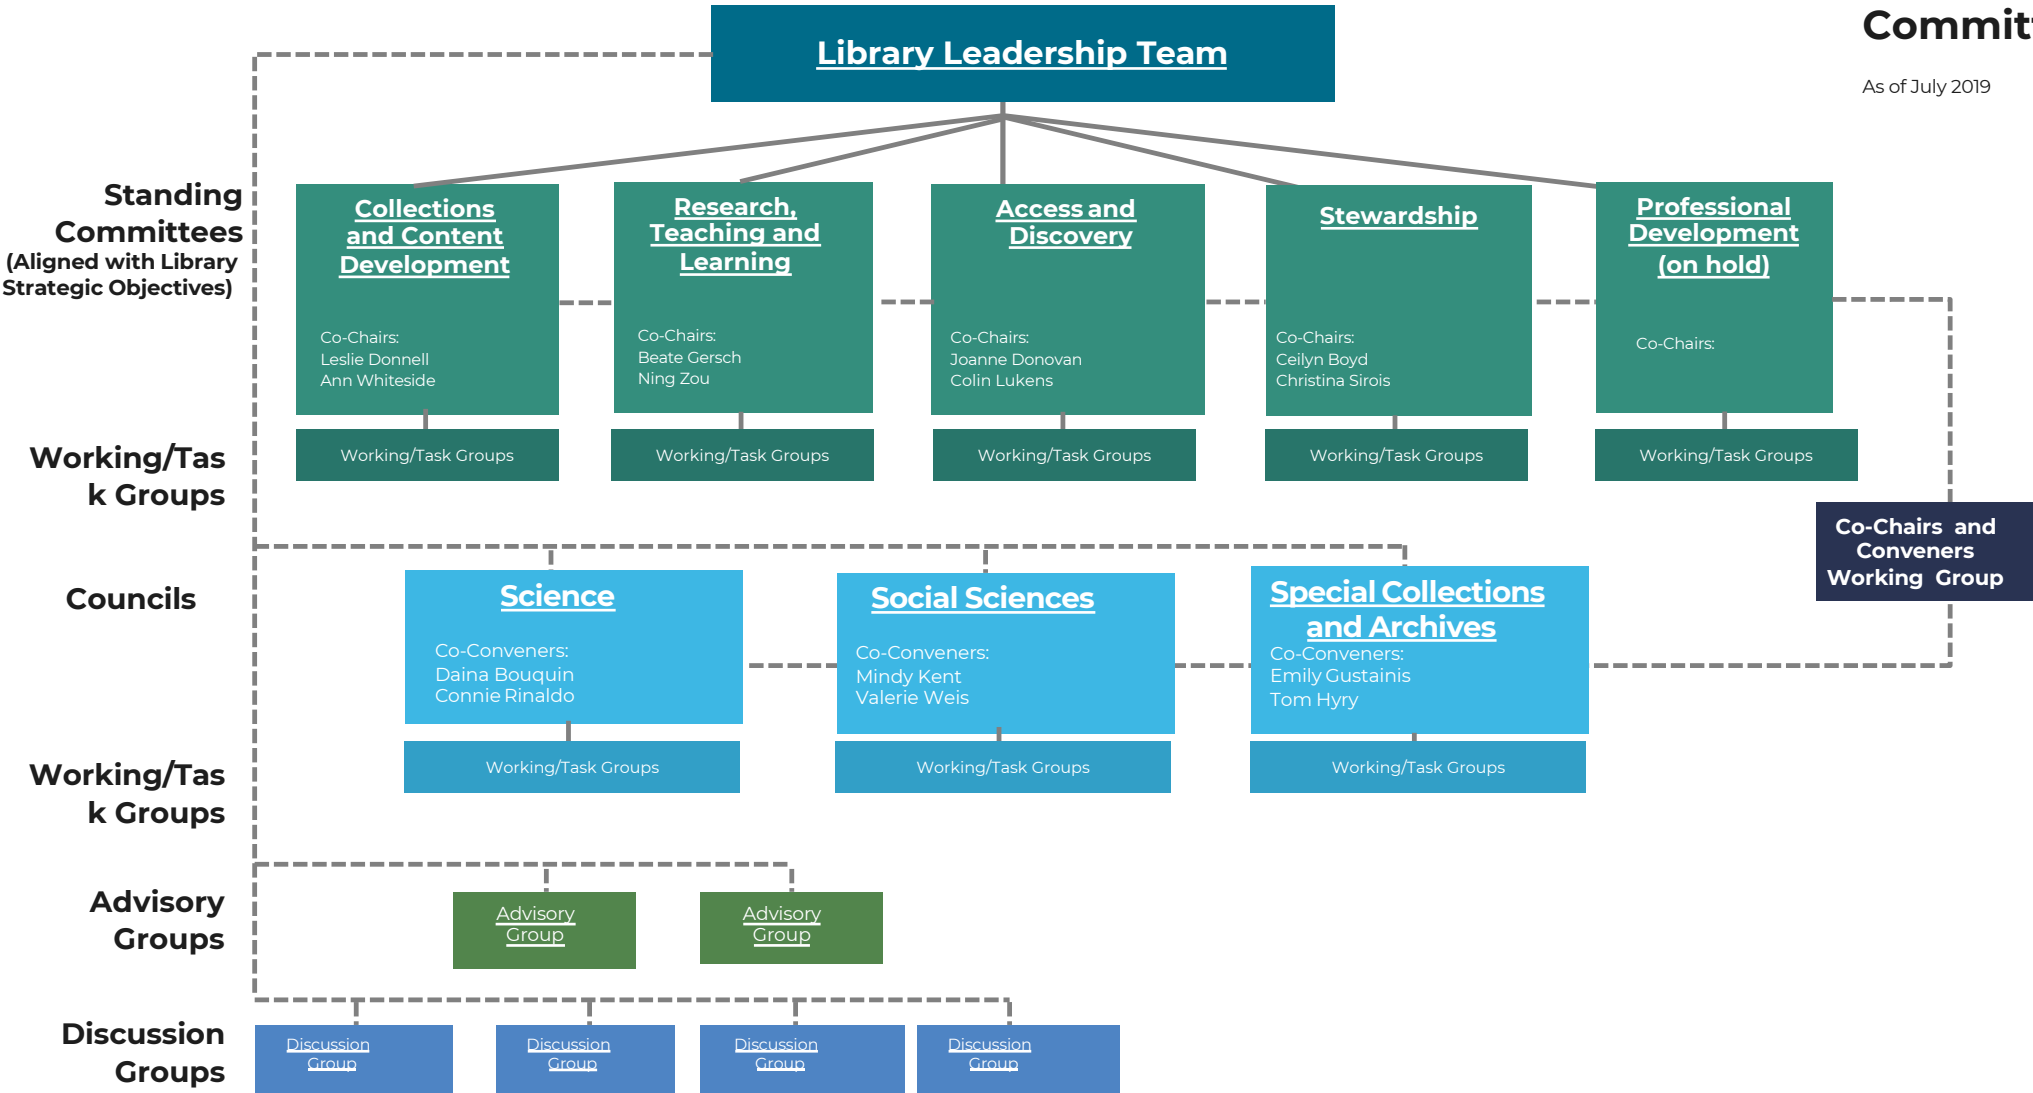 Library Leadership Team
As of July 2019
Standing
Committees
(Aligned with Library
Strategic Objectives)
Collections
and Content
Development
Co-Chairs:
Leslie Donnell
Ann Whiteside
Research,
Teaching and
Learning
Co-Chairs:
Beate Gersch
Ning Zou
Access and
Discovery
Co-Chairs:
Joanne Donovan
Colin Lukens
Stewardship
Co-Chairs:
Ceilyn Boyd
Christina Sirois
Professional
Development
(on hold)
Co-Chairs:
Working/Tas
k Groups
Working/Task Groups
Working/Task Groups
Working/Task Groups
Working/Task Groups
Working/Task Groups
Co-Chairs and
Conveners
Working Group
Councils
Science
Co-Conveners:
Daina Bouquin
Connie Rinaldo
Social Sciences
Co-Conveners:
Mindy Kent
Valerie Weis
Special Collections
and Archives
Co-Conveners:
Emily Gustainis
Tom Hyry
Working/Tas
k Groups
Working/Task Groups
Working/Task Groups
Working/Task Groups
Advisory
Groups
Advisory
Group
Advisory
Group
Discussion
Groups
Discussion
Group
Discussion
Group
Discussion
Group
Discussion
Group